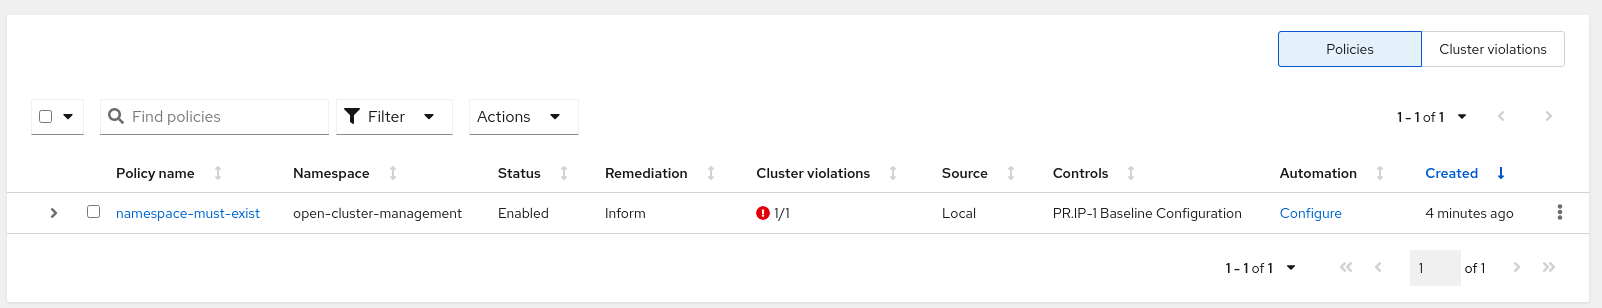 Policies Cluster violations
Find policies Filter Actions 1 - 1 of 1
Policy name Namespace Status Remediation Cluster violations Source Controls Automation Created
namespace-must-exist open-cluster-management Enabled Inform 1/1 Local PR.IP-1 Baseline Configuration Configure 4 minutes ago
1 - 1 of 1 1 of 1